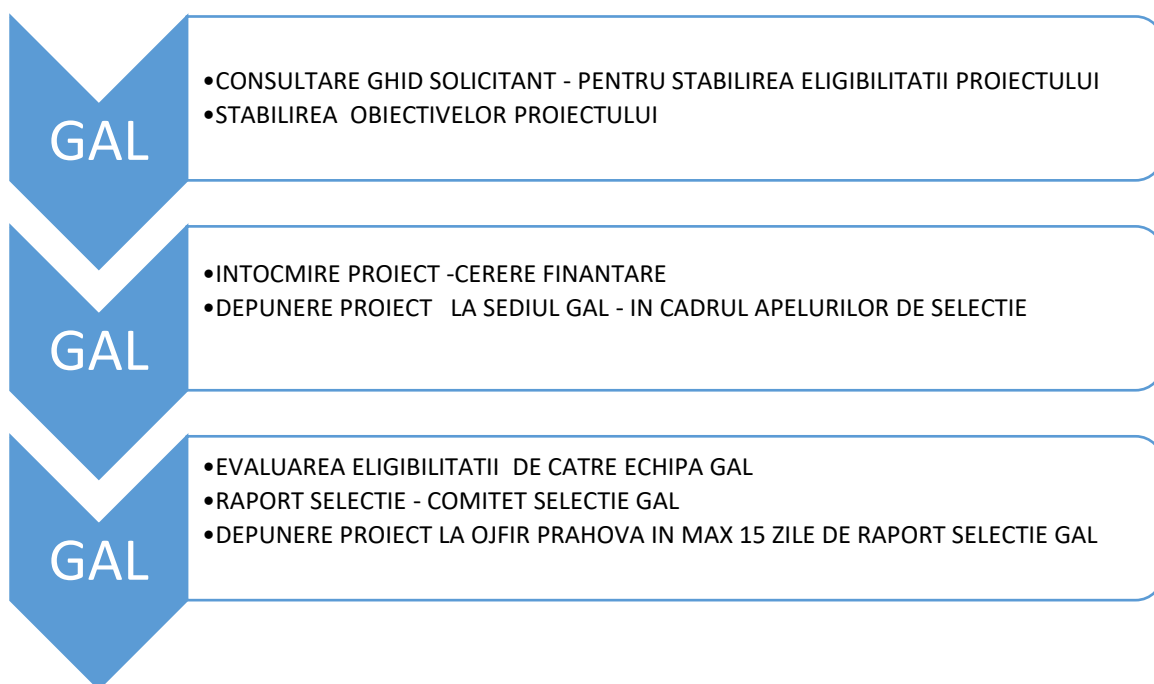 GAL
•CONSULTARE GHID SOLICITANT - PENTRU STABILIREA ELIGIBILITATII PROIECTULUI
•STABILIREA OBIECTIVELOR PROIECTULUI
GAL
•INTOCMIRE PROIECT -CERERE FINANTARE
•DEPUNERE PROIECT LA SEDIUL GAL - IN CADRUL APELURILOR DE SELECTIE
GAL
•EVALUAREA ELIGIBILITATII DE CATRE ECHIPA GAL
•RAPORT SELECTIE - COMITET SELECTIE GAL
•DEPUNERE PROIECT LA OJFIR PRAHOVA IN MAX 15 ZILE DE RAPORT SELECTIE GAL